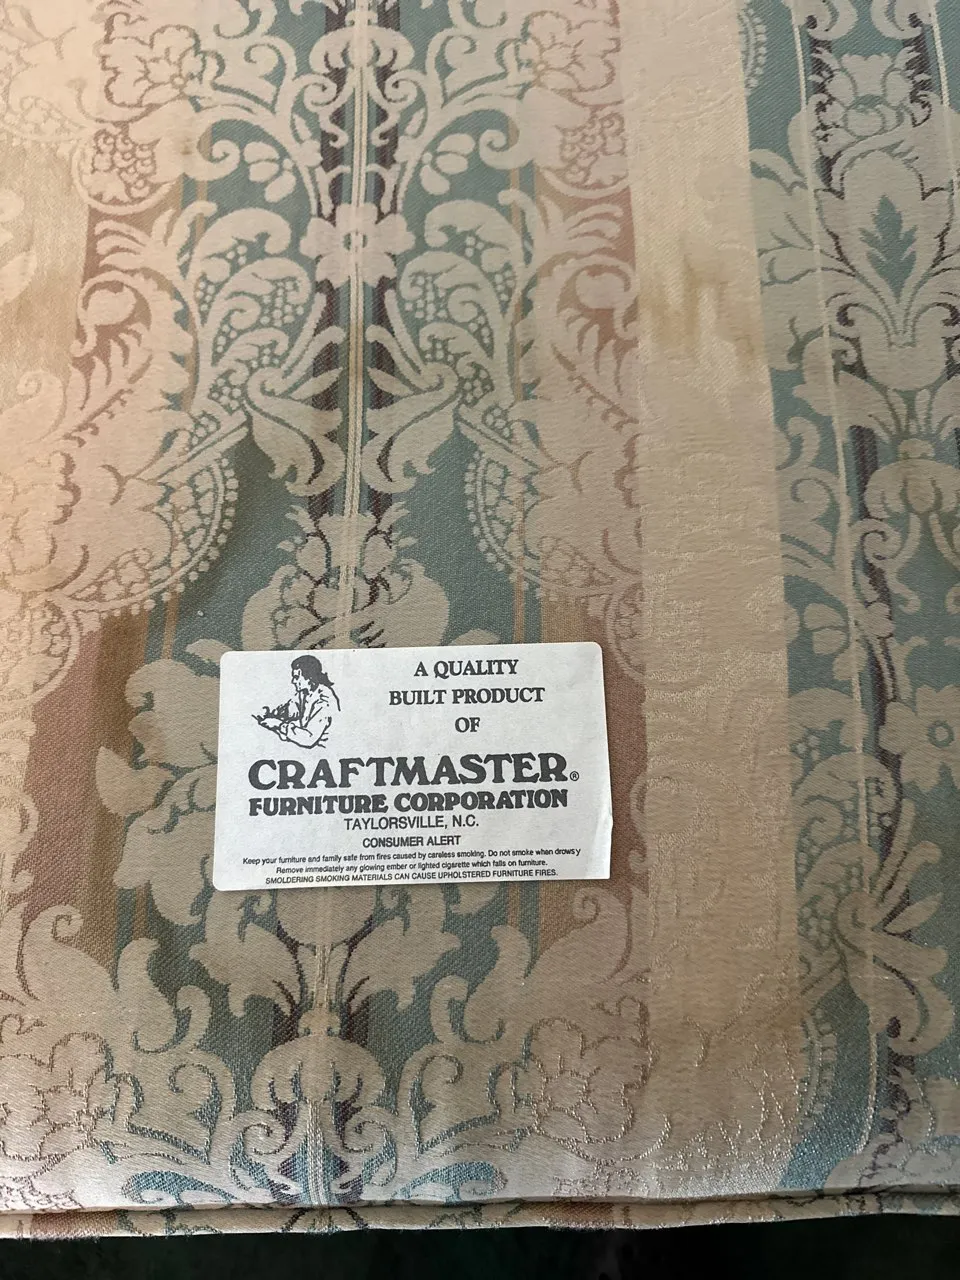 A QUALITY
BUILT PRODUCT
OF
CRAFTMASTER®
FURNITURE CORPORATION
TAYLORSVILLE, N.C.
CONSUMER ALERT
Keep your furniture and family safe from fires caused by careless smoking. Do not smoke when drowsy
Remove immediately any glowing ember or lighted cigarette which falls on furniture.
SMOLDERING SMOKING MATERIALS CAN CAUSE UPHOLSTERED FURNITURE FIRES.